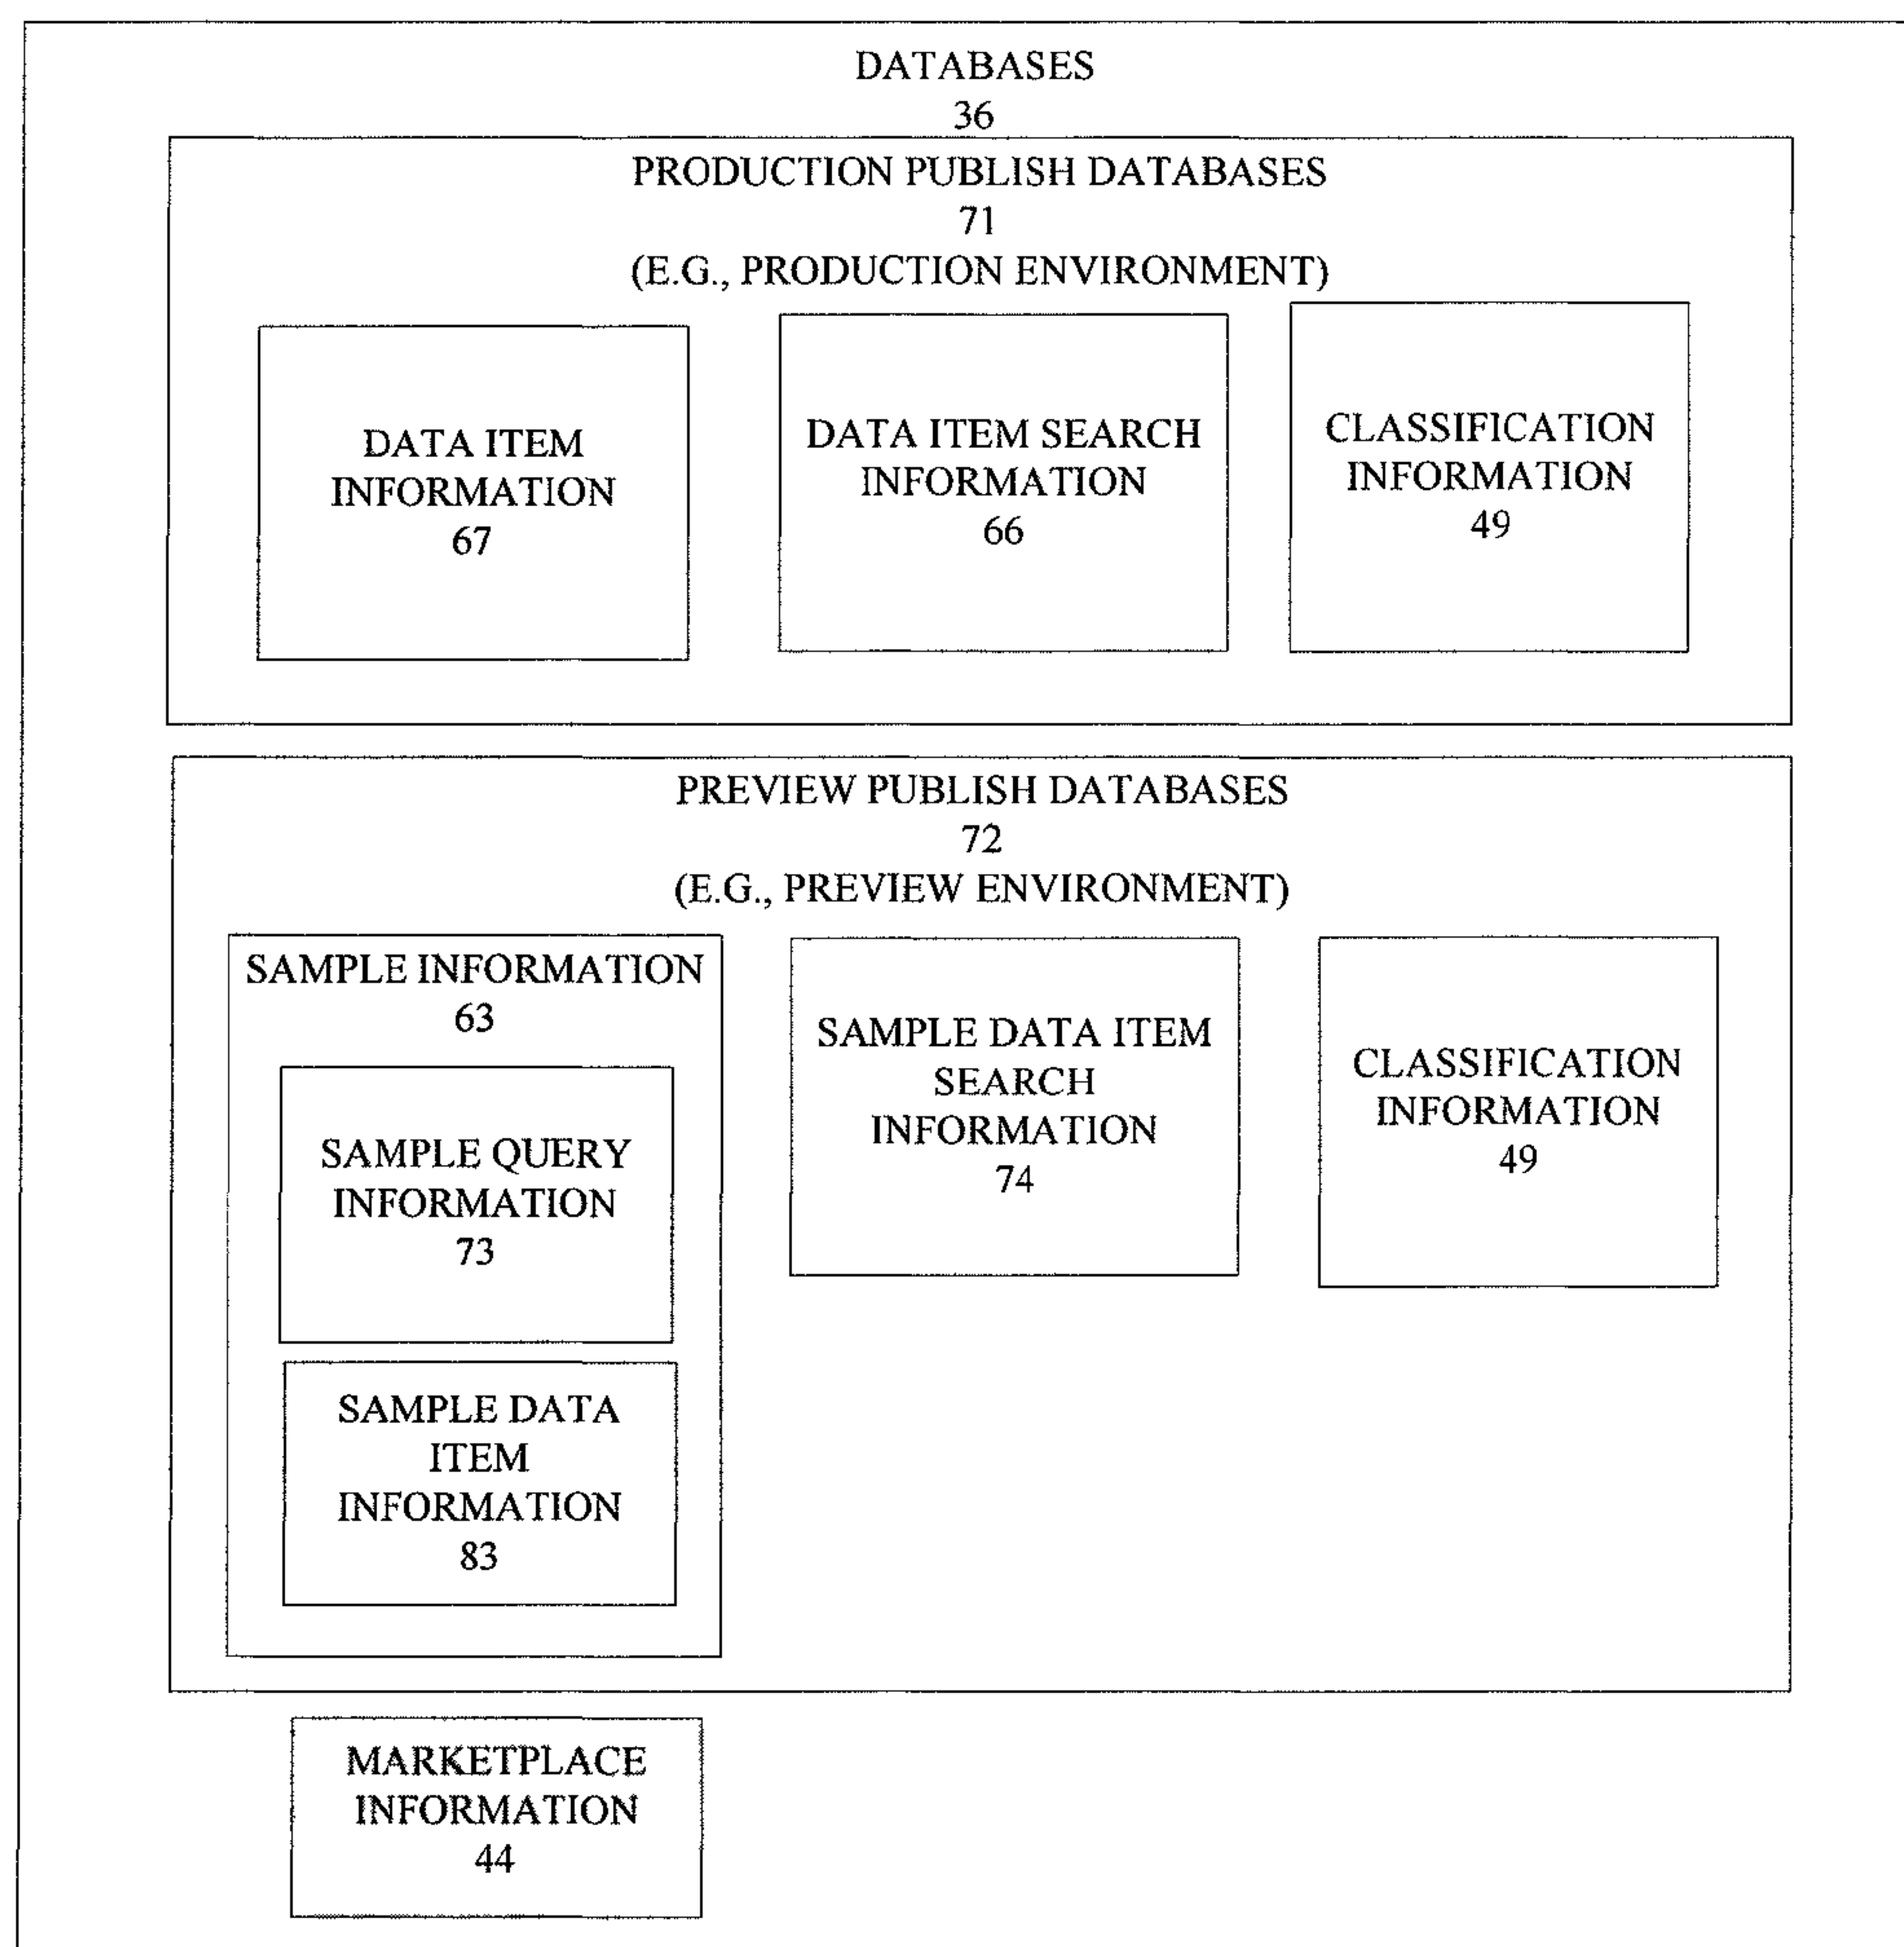 DATABASES
36
PRODUCTION PUBLISH DATABASES
71
(E.G., PRODUCTION ENVIRONMENT)
DATA ITEM
INFORMATION
67
DATA ITEM SEARCH
INFORMATION
66
CLASSIFICATION
INFORMATION
49
PREVIEW PUBLISH DATABASES
72
(E.G., PREVIEW ENVIRONMENT)
SAMPLE INFORMATION
63
SAMPLE QUERY
INFORMATION
73
SAMPLE DATA
ITEM
INFORMATION
83
SAMPLE DATA ITEM
SEARCH
INFORMATION
74
CLASSIFICATION
INFORMATION
49
MARKETPLACE
INFORMATION
44